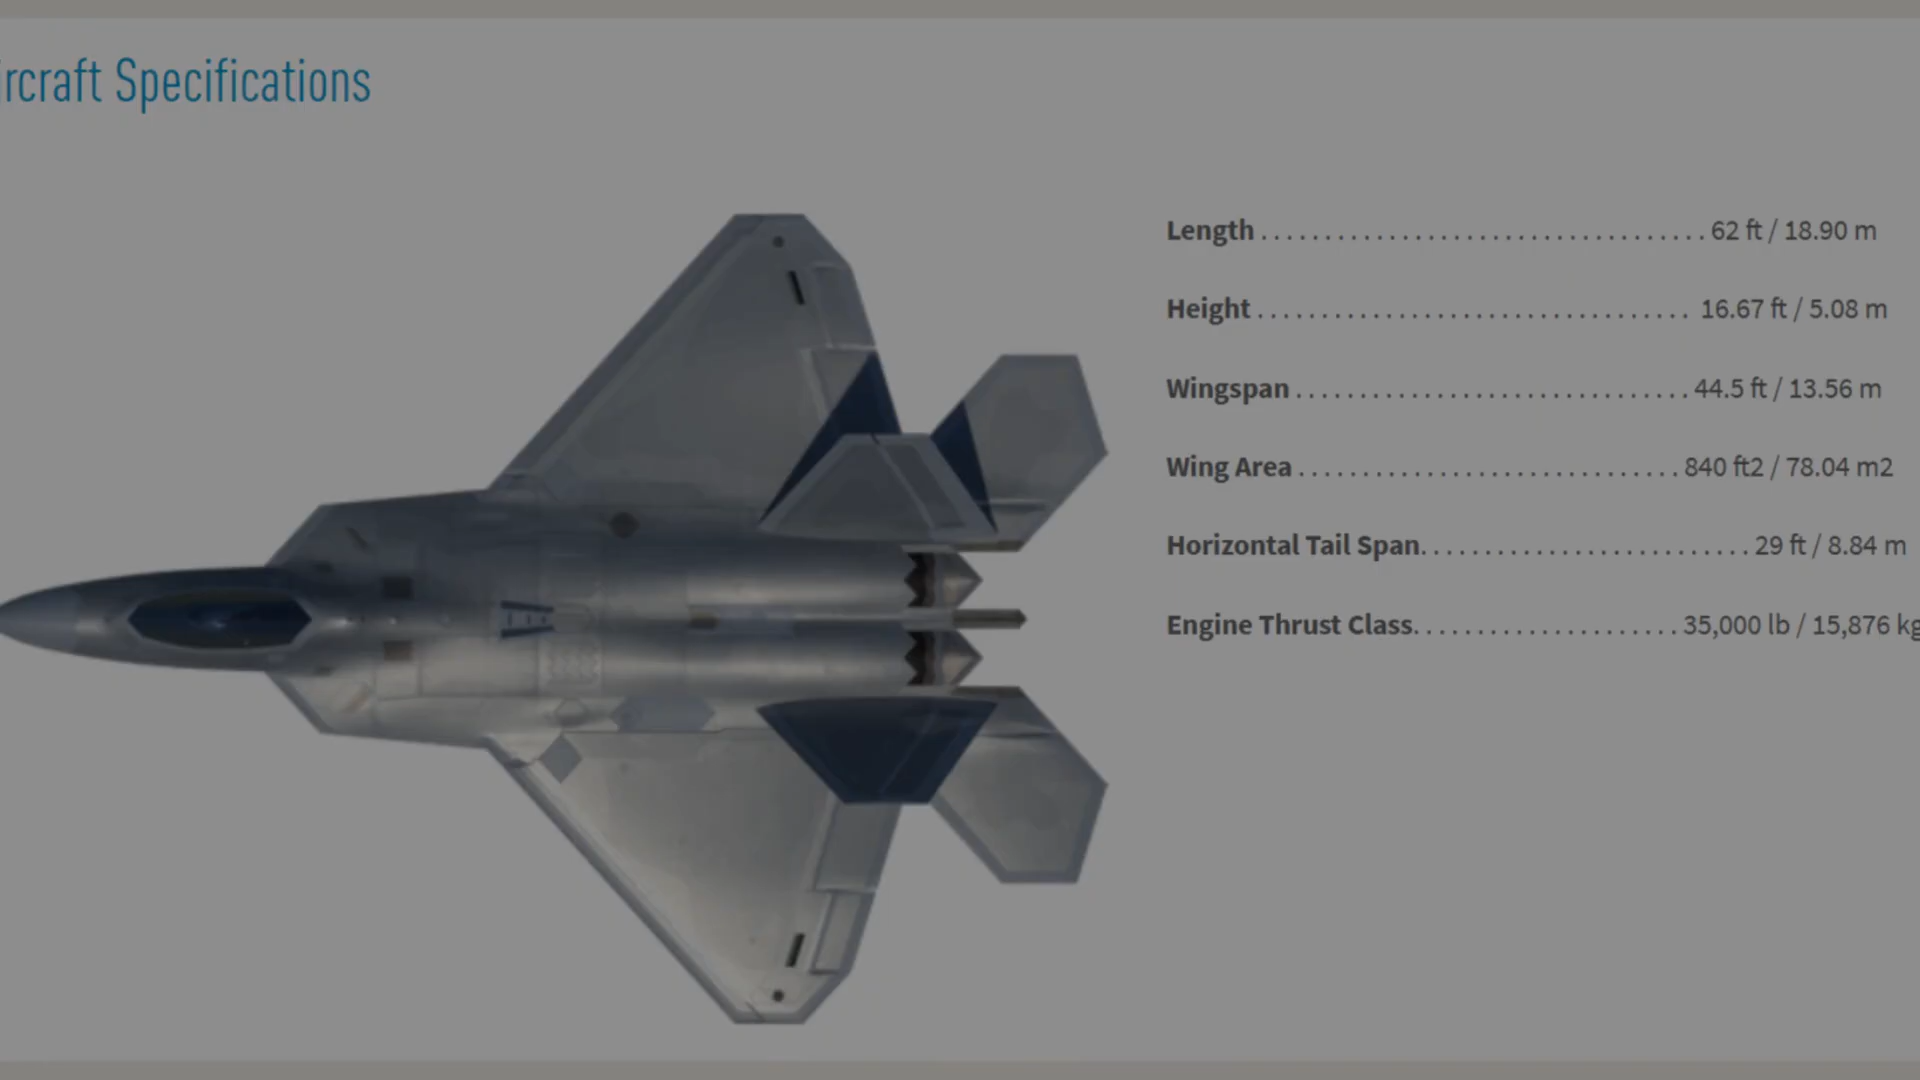 ircraft Specifications
Length ................................... 62 ft / 18.90 m
Height .................................. 16.67 ft / 5.08 m
Wingspan ............................... 44.5 ft / 13.56 m
Wing Area .............................. 840 ft2 / 78.04 m2
Horizontal Tail Span.......................... 29 ft / 8.84 m
Engine Thrust Class..................... 35,000 lb / 15,876 kg